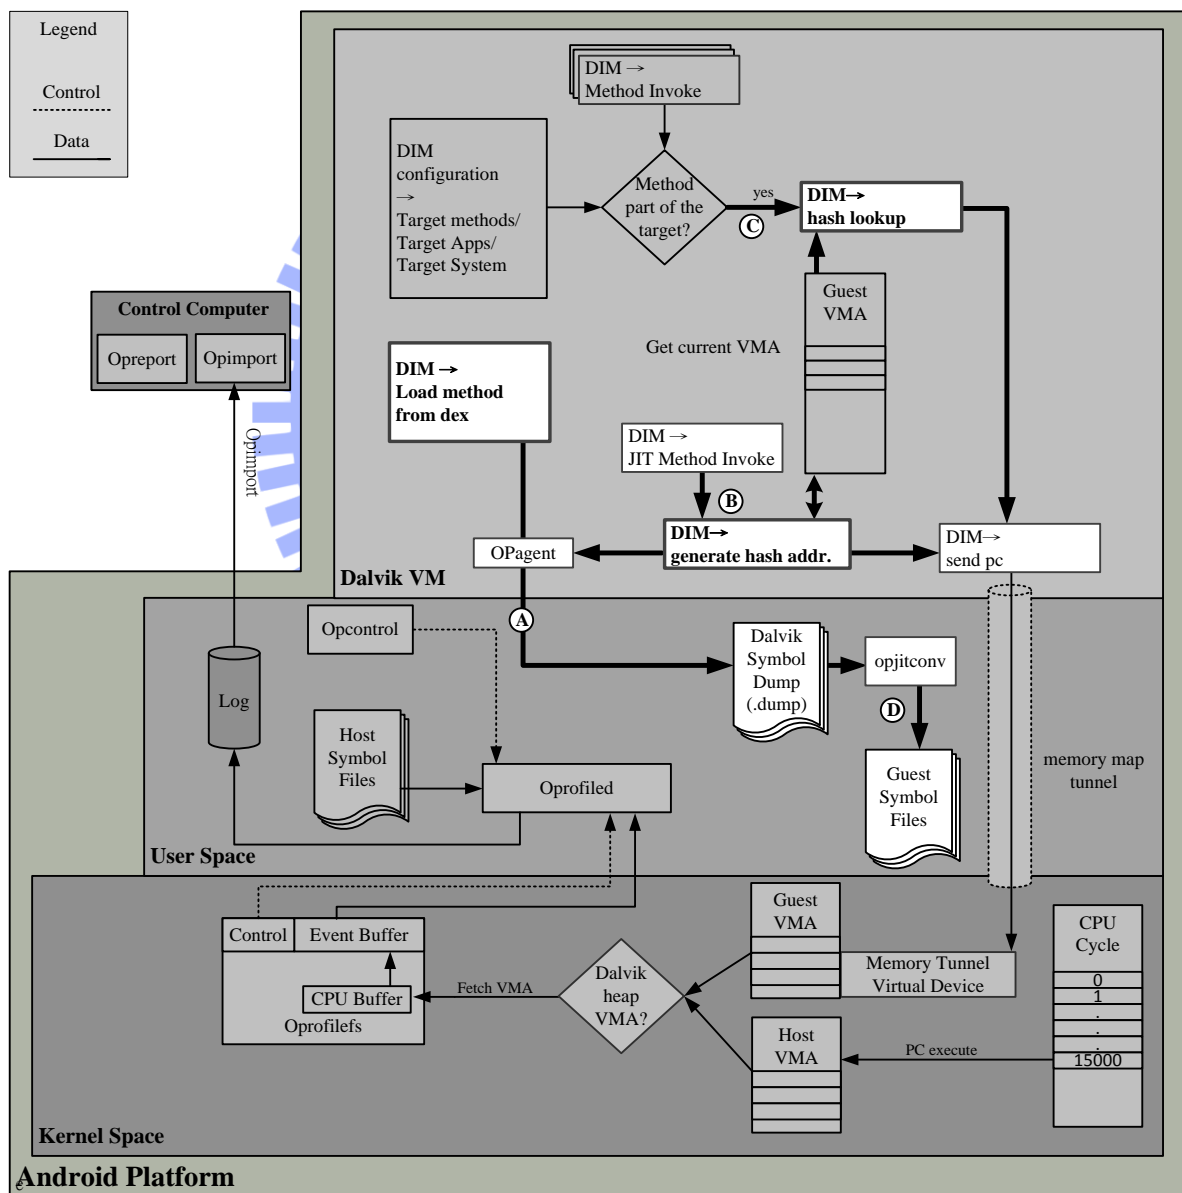 Legend
Control
Data
DIM →
Method Invoke
DIM
configuration
→
Target methods/
Target Apps/
Target System
Method
part of the
target?
yes
C
DIM→
hash lookup
Guest
VMA
Get current VMA
Control Computer
Opreport
Opimport
Opimport
DIM →
Load method
from dex
DIM →
JIT Method Invoke
B
DIM→
generate hash addr.
OPagent
DIM→
send pc
Dalvik VM
A
Opcontrol
Log
Host
Symbol
Files
Oprofiled
Dalvik
Symbol
Dump
(.dump)
opjitconv
D
Guest
Symbol
Files
memory map
tunnel
User Space
Control
Event Buffer
CPU Buffer
Oprofilefs
Fetch VMA
Dalvik
heap
VMA?
Guest
VMA
Memory Tunnel
Virtual Device
Host
VMA
PC execute
CPU
Cycle
0
1
.
.
.
15000
Kernel Space
Android Platform